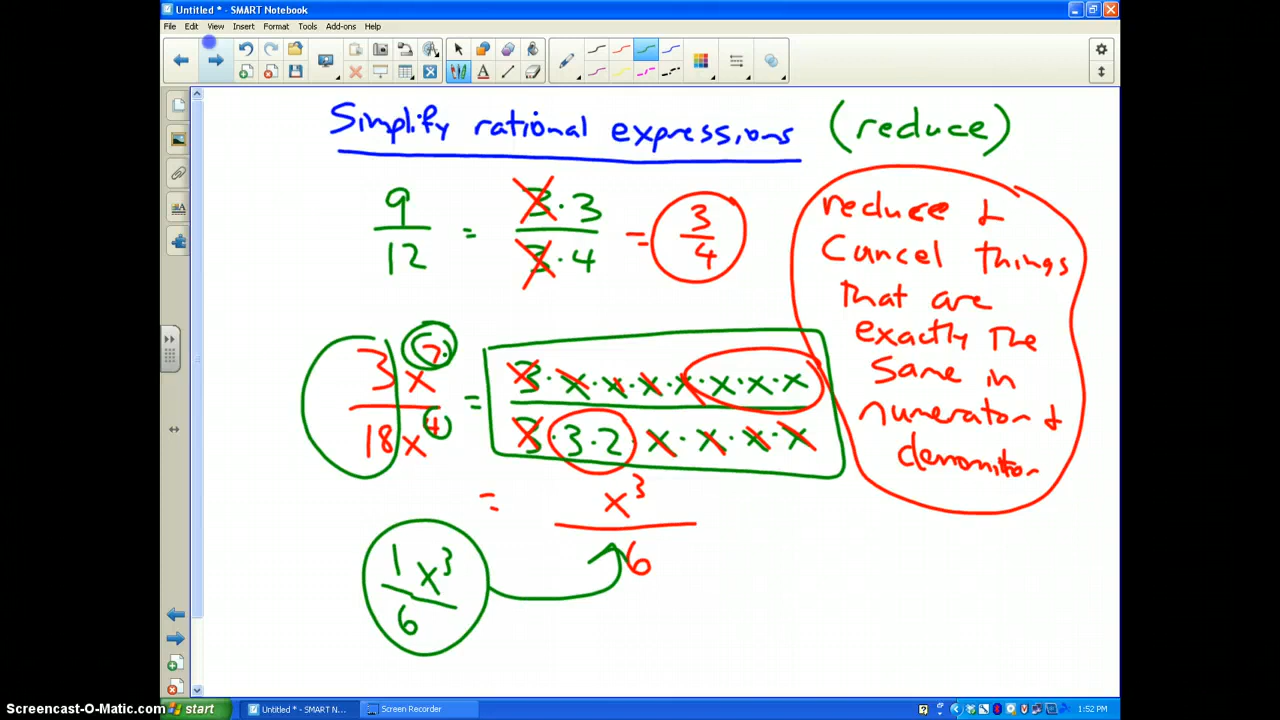 Untitled * - SMART Notebook
File Edit View Insert Format Tools Add-ons Help
Simplify rational expressions (reduce)
9/12 = 3·3/3·4 = 3/4
3x^7/18x^4 = 3·x·x·x·x·x·x·x/3·3·2·x·x·x·x
= x^3/6
1/6 x^3
reduce &
Cancel things
that are
exactly the
same in
numerator &
demonitor
Screencast-O-Matic.com
start
Untitled * - SMART N...
Screen Recorder
1:52 PM